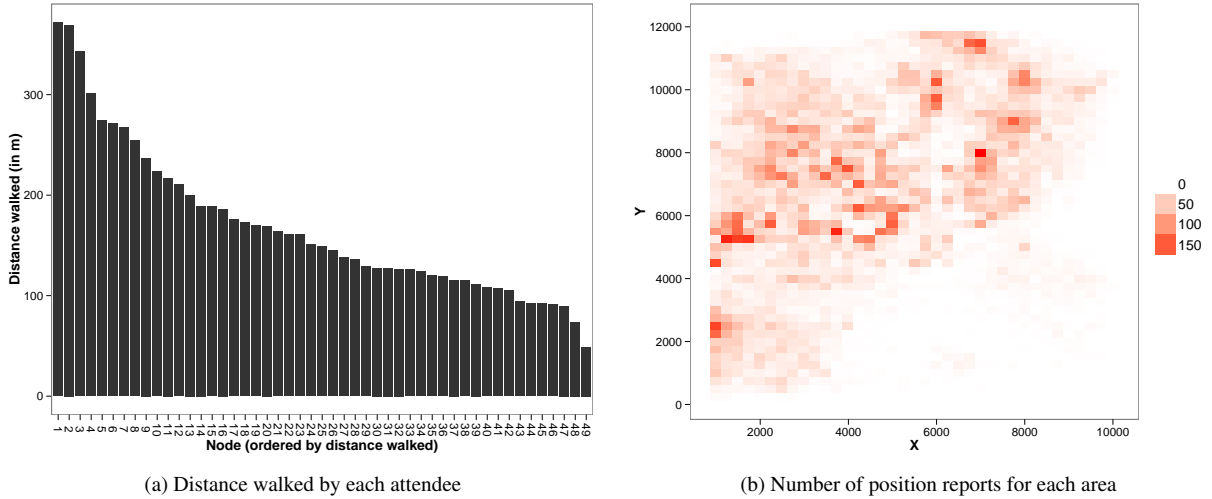 Distance walked (in m)
300
200
100
0
1 2 3 4 5 6 7 8 9 10 11 12 13 14 15 16 17 18 19 20 21 22 23 24 25 26 27 28 29 30 31 32 33 34 35 36 37 38 39 40 41 42 43 44 45 46 47 48 49
Node (ordered by distance walked)
(a) Distance walked by each attendee
Y
12000
10000
8000
6000
4000
2000
0
2000 4000 6000 8000 10000
X
0
50
100
150
(b) Number of position reports for each area